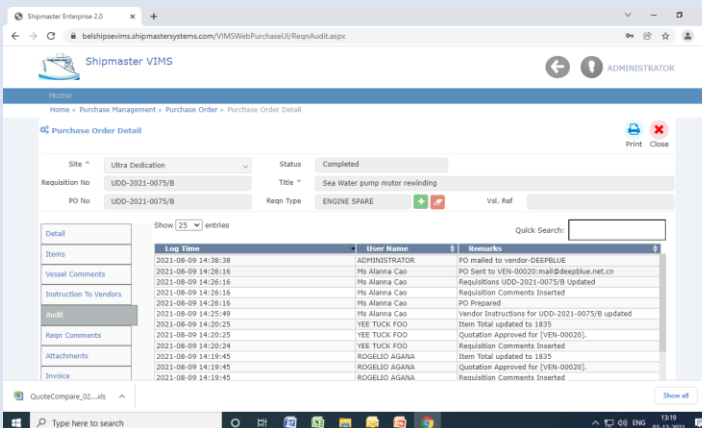 Shipmaster Enterprise 2.0
belshipsevims.shipmastersystems.com/VIMSWebPurchaseUI/ReqnAudit.aspx
Shipmaster VIMS
ADMINISTRATOR
Home
Home » Purchase Management » Purchase Order » Purchase Order Detail
Purchase Order Detail
Print Close
Site * Ultra Dedication Status Completed
Requisition No UDD-2021-0075/B Title * Sea Water pump motor rewinding
PO No UDD-2021-0075/B Reqn Type ENGINE SPARE Vsl. Ref
Show 25 entries Quick Search:
Detail
Items
Vessel Comments
Instruction To Vendors
Audit
Reqn Comments
Attachments
Invoice
Log Time User Name Remarks
2021-08-09 14:38:38 ADMINISTRATOR PO mailed to vendor-DEEPBLUE
2021-08-09 14:26:16 Ms Alanna Cao PO Sent to VEN-00020:mail@deepblue.net.cn
2021-08-09 14:26:16 Ms Alanna Cao Requisitions UDD-2021-0075/B Updated
2021-08-09 14:26:16 Ms Alanna Cao Requisition Comments Inserted
2021-08-09 14:26:16 Ms Alanna Cao PO Prepared
2021-08-09 14:25:49 Ms Alanna Cao Vendor Instructions for UDD-2021-0075/B updated
2021-08-09 14:20:25 YEE TUCK FOO Item Total updated to 1835
2021-08-09 14:20:25 YEE TUCK FOO Quotation Approved for [VEN-00020].
2021-08-09 14:20:24 YEE TUCK FOO Requisition Comments Inserted
2021-08-09 14:19:45 ROGELIO AGANA Item Total updated to 1835
2021-08-09 14:19:45 ROGELIO AGANA Quotation Approved for [VEN-00020].
2021-08-09 14:19:45 ROGELIO AGANA Requisition Comments Inserted
QuoteCompare_02....xls
Show all
Type here to search
ENG
13:19
02-12-2021